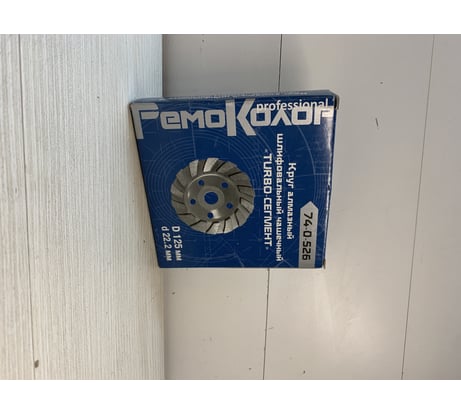 РемоКолор
professional
Круг алмазный
шлифовальный чашечный
"TURBO-СЕГМЕНТ"
74-0-526
D 125 мм
d 22.2 мм